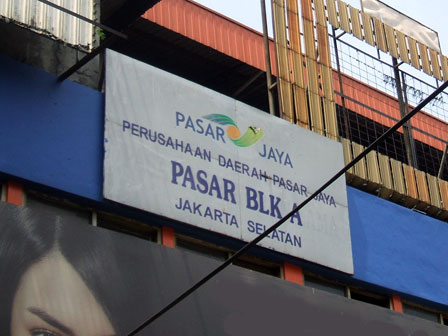 PASAR JAYA
PERUSAHAAN DAERAH PASAR JAYA
PASAR BLK A
JAKARTA SELATAN